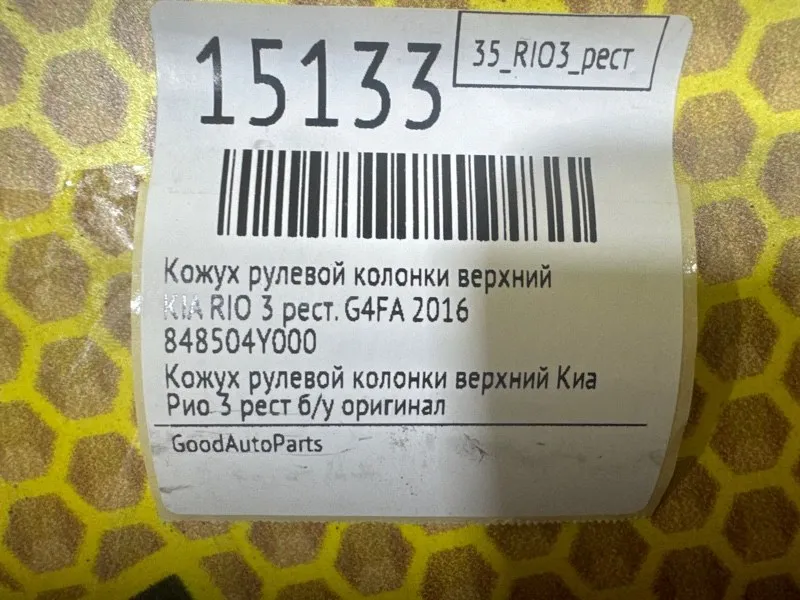 15133
35_RIO3_рест
Кожух рулевой колонки верхний
KIA RIO 3 рест. G4FA 2016
848504Y000
Кожух рулевой колонки верхний Киа
Рио 3 рест б/у оригинал
GoodAutoParts